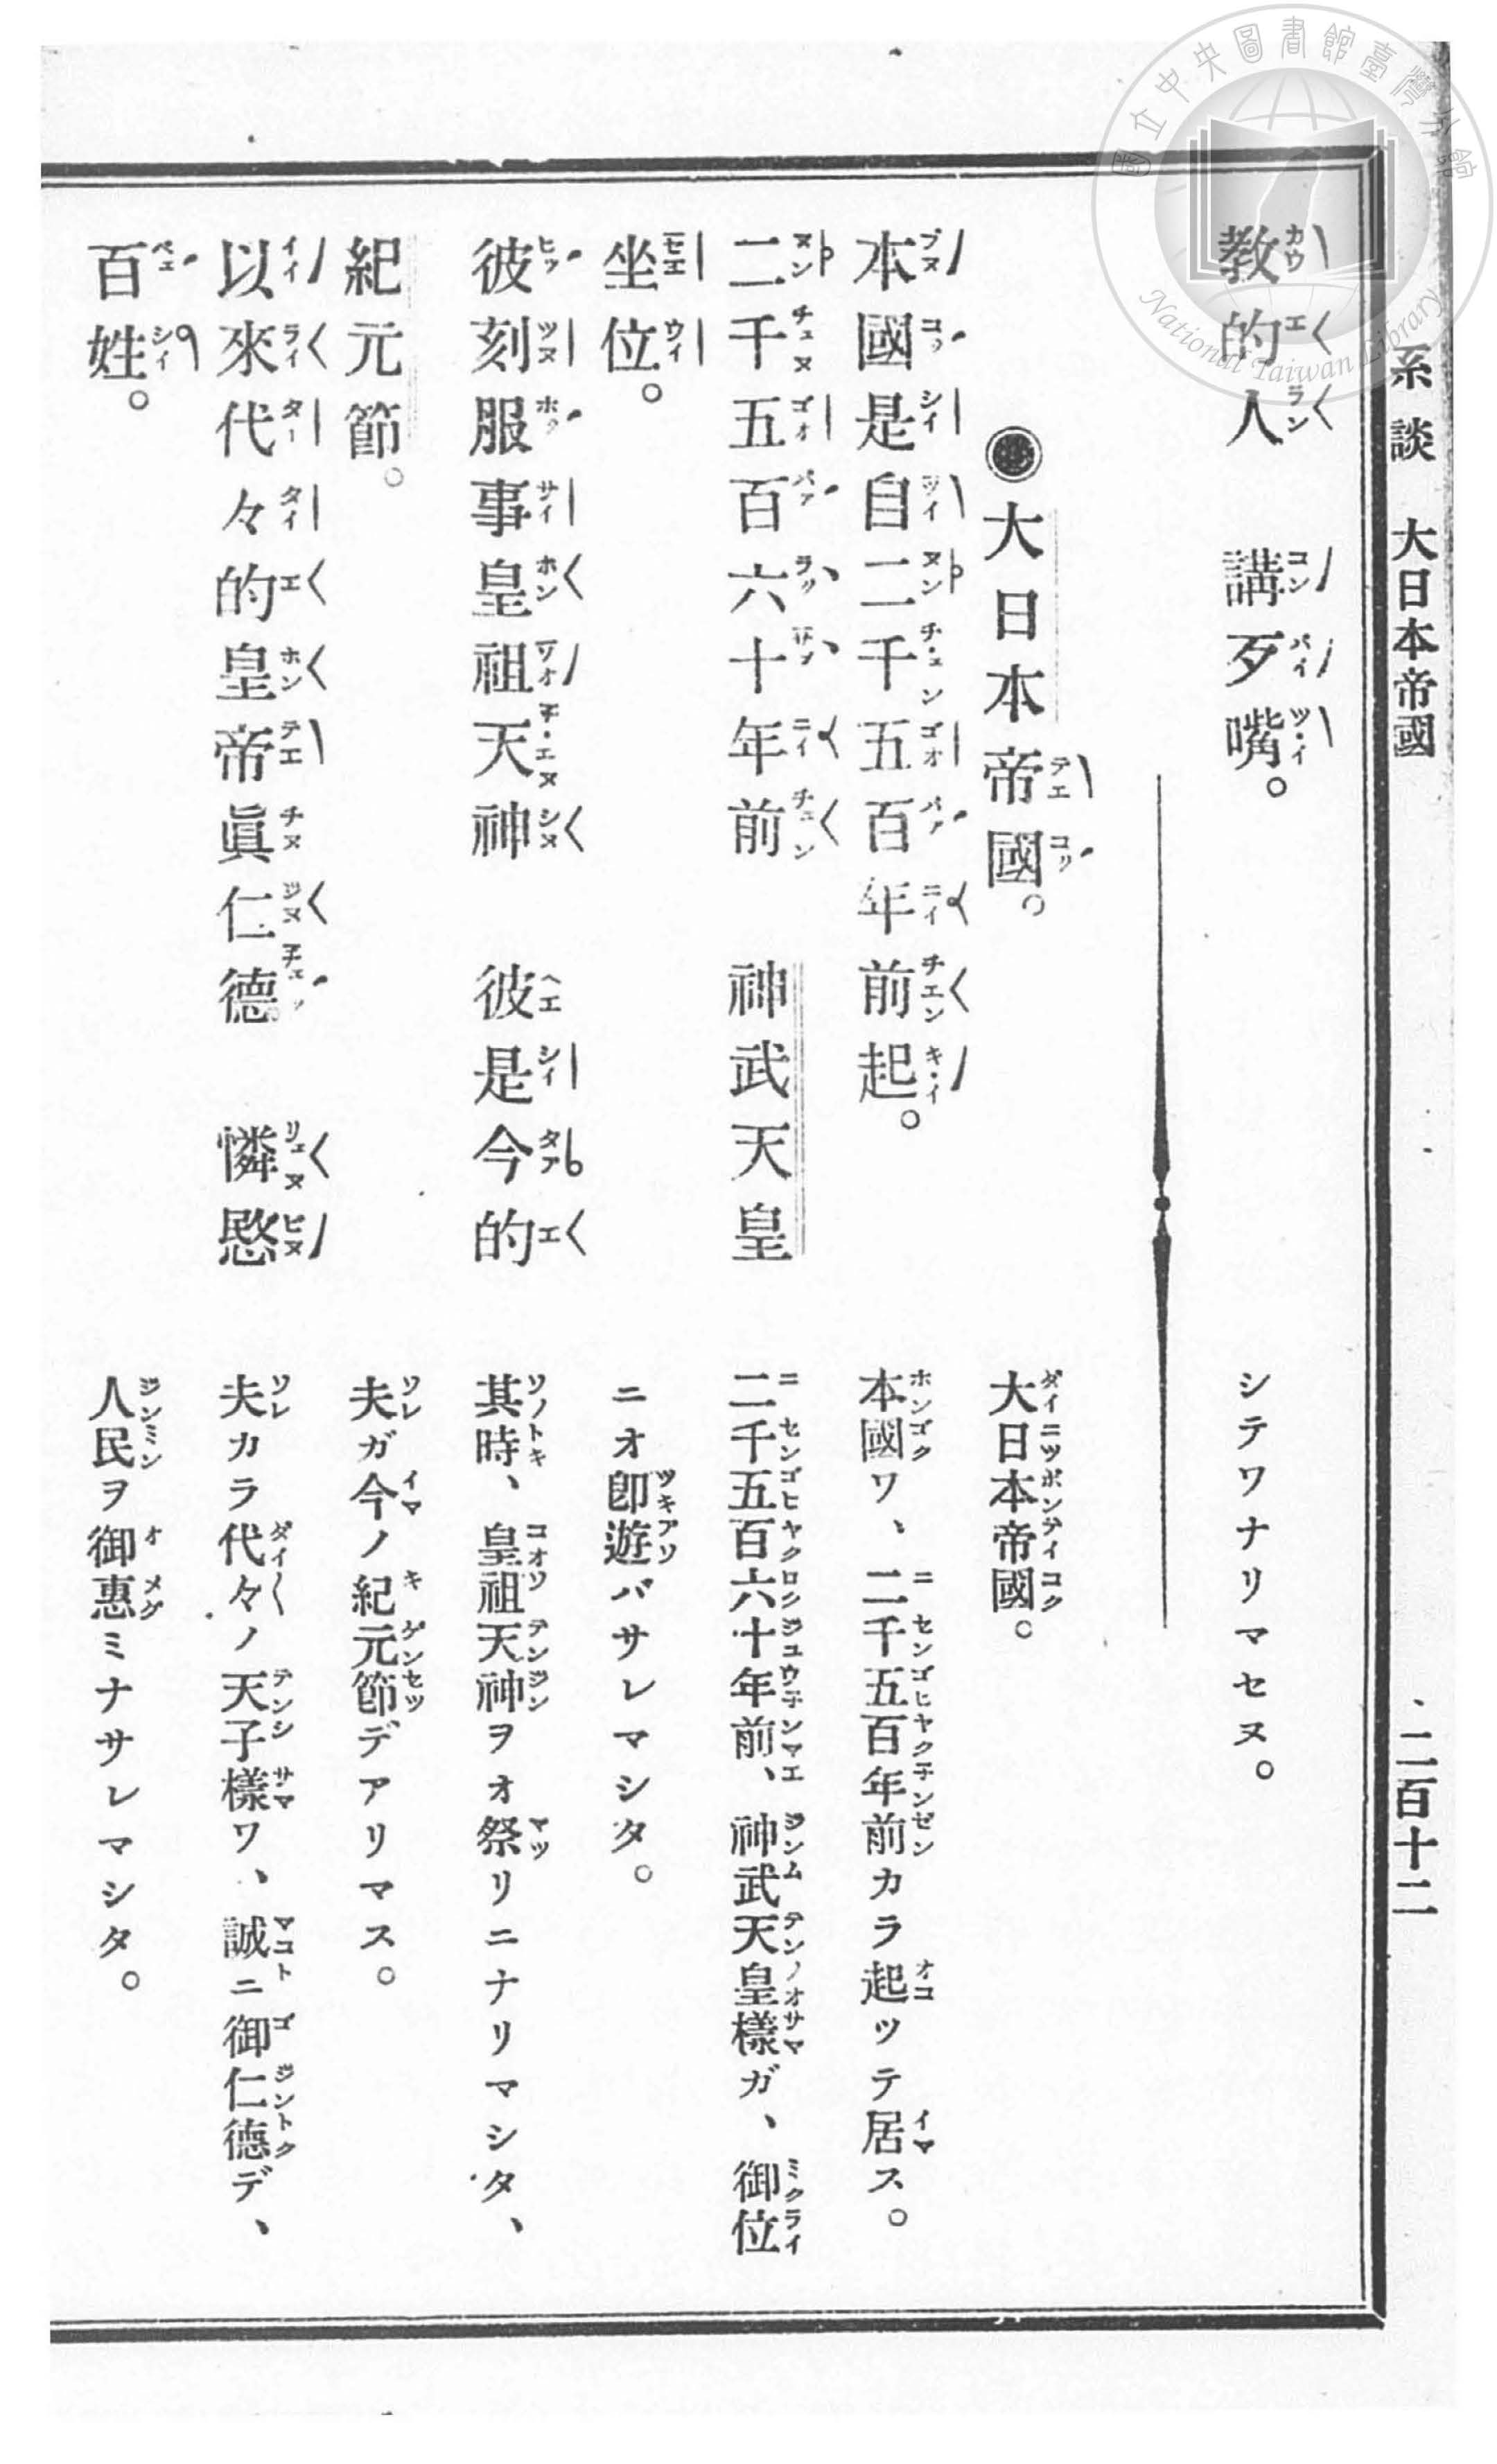 系談 大日本帝國 二百十二
教的人 講歹嘴。
シテワナリマセヌ。
大日本帝國。
大日本帝國。
本國是自二千五百年前起。
本國ワ、二千五百年前カラ起ツテ居ス。
二千五百六十年前 神武天皇
二千五百六十年前、神武天皇樣ガ、御位
坐位。
ニオ卽遊バサレマシタ。
彼刻服事皇祖天神 彼是今的
其時、皇祖天神ヲオ祭リニナリマシタ、
紀元節。
夫ガ今ノ紀元節デアリマス。
以來代々的皇帝眞仁德。 憐愍
夫カラ代々ノ天子樣ワ、誠ニ御仁德デ、
百姓。
人民ヲ御惠ミナサレマシタ。
國立中央圖書館臺灣分館
National Taiwan Library